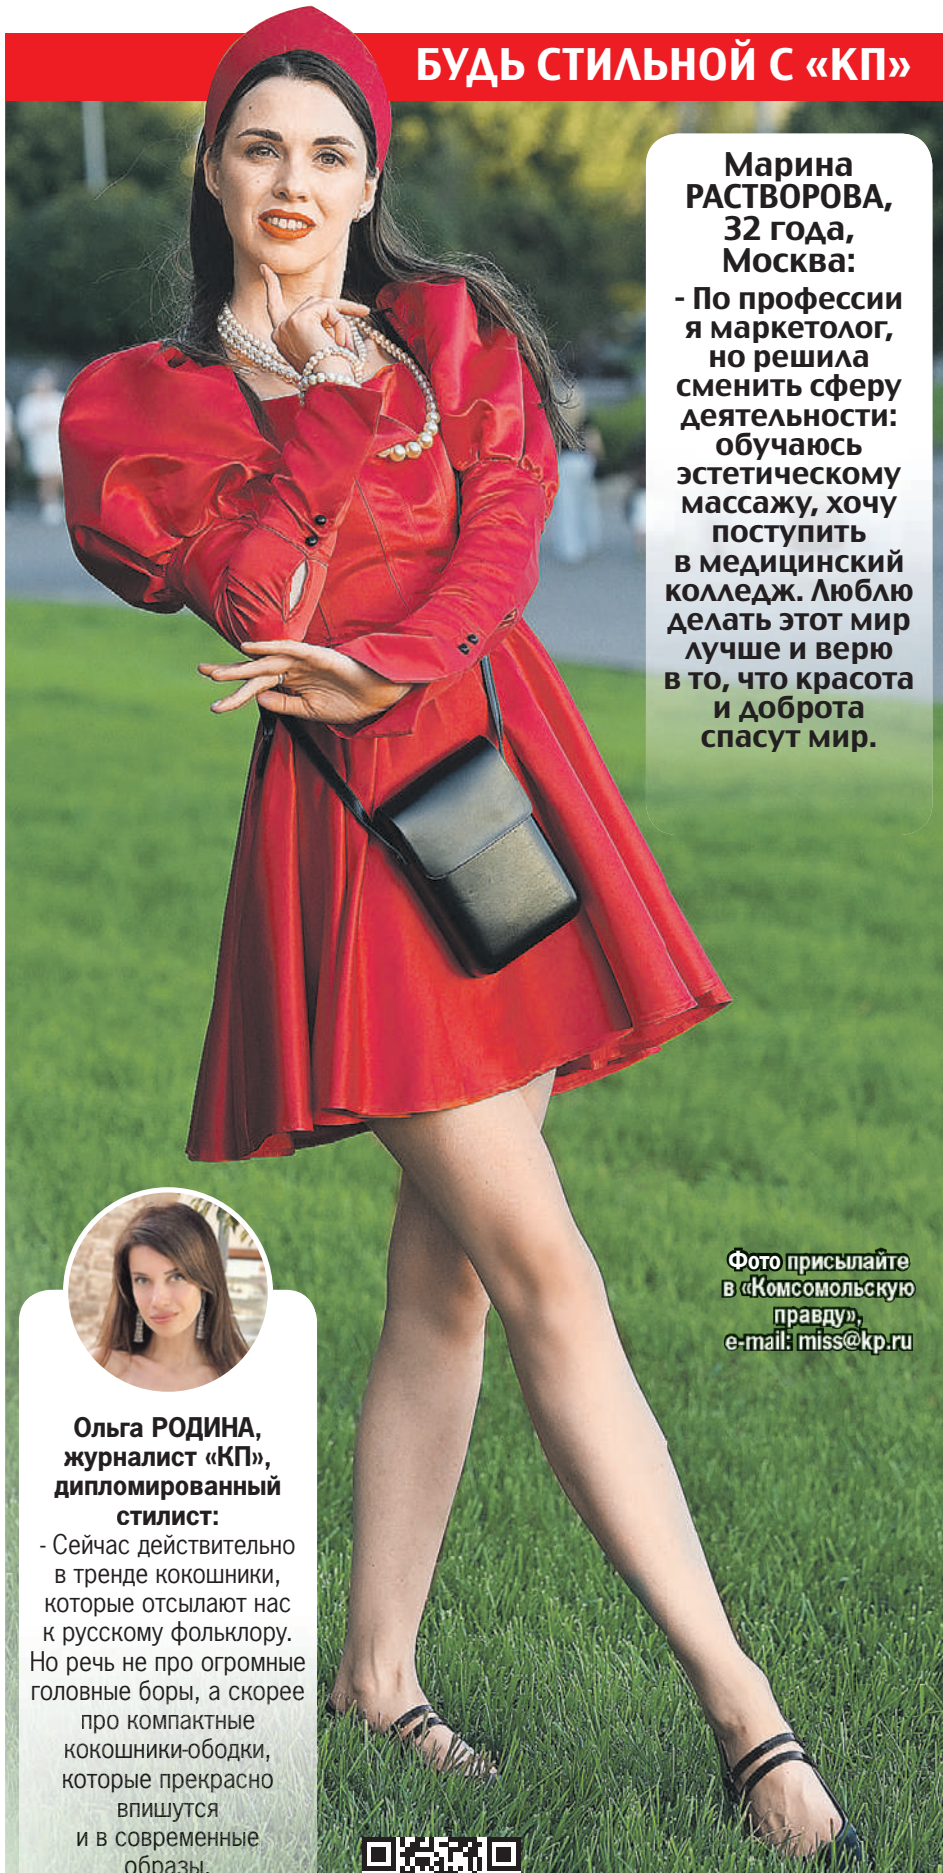 БУДЬ СТИЛЬНОЙ С «КП»
Марина
РАСТВОРОВА,
32 года,
Москва:
- По профессии
я маркетолог,
но решила
сменить сферу
деятельности:
обучаюсь
эстетическому
массажу, хочу
поступить
в медицинский
колледж. Люблю
делать этот мир
лучше и верю
в то, что красота
и доброта
спасут мир.
Фото присылайте
в «Комсомольскую
правду»,
e-mail: miss@kp.ru
Ольга РОДИНА,
журналист «КП»,
дипломированный
стилист:
- Сейчас действительно
в тренде кокошники,
которые отсылают нас
к русскому фольклору.
Но речь не про огромные
головные боры, а скорее
про компактные
кокошники-ободки,
которые прекрасно
впишутся
и в современные
образы.